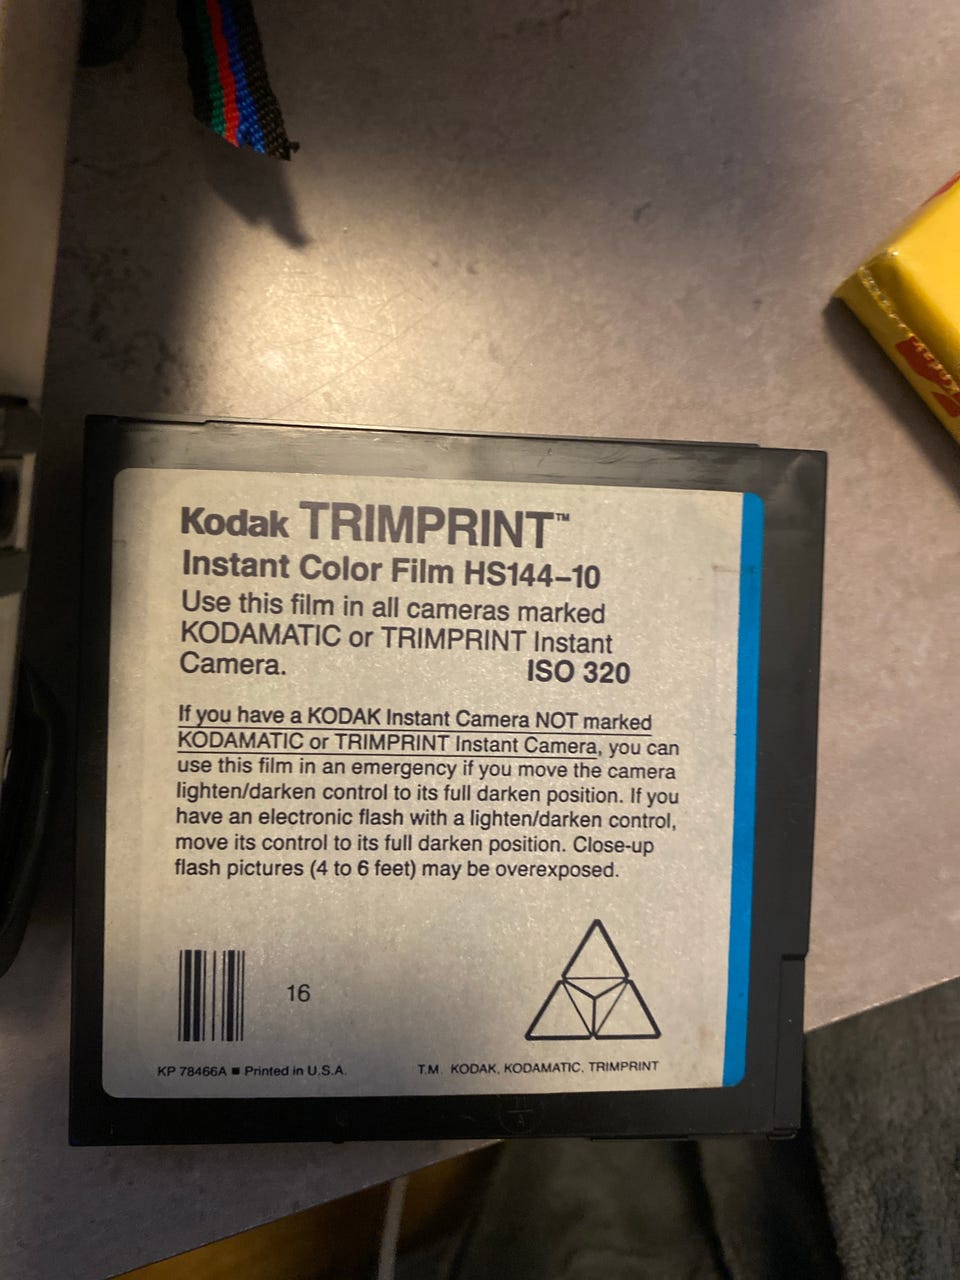 Kodak TRIMPRINT™
Instant Color Film HS144-10
Use this film in all cameras marked
KODAMATIC or TRIMPRINT Instant
Camera. ISO 320
If you have a KODAK Instant Camera NOT marked
KODAMATIC or TRIMPRINT Instant Camera, you can
use this film in an emergency if you move the camera
lighten/darken control to its full darken position. If you
have an electronic flash with a lighten/darken control,
move its control to its full darken position. Close-up
flash pictures (4 to 6 feet) may be overexposed.
16
KP 78466A ■ Printed in U.S.A. T.M. KODAK, KODAMATIC, TRIMPRINT
Kodak